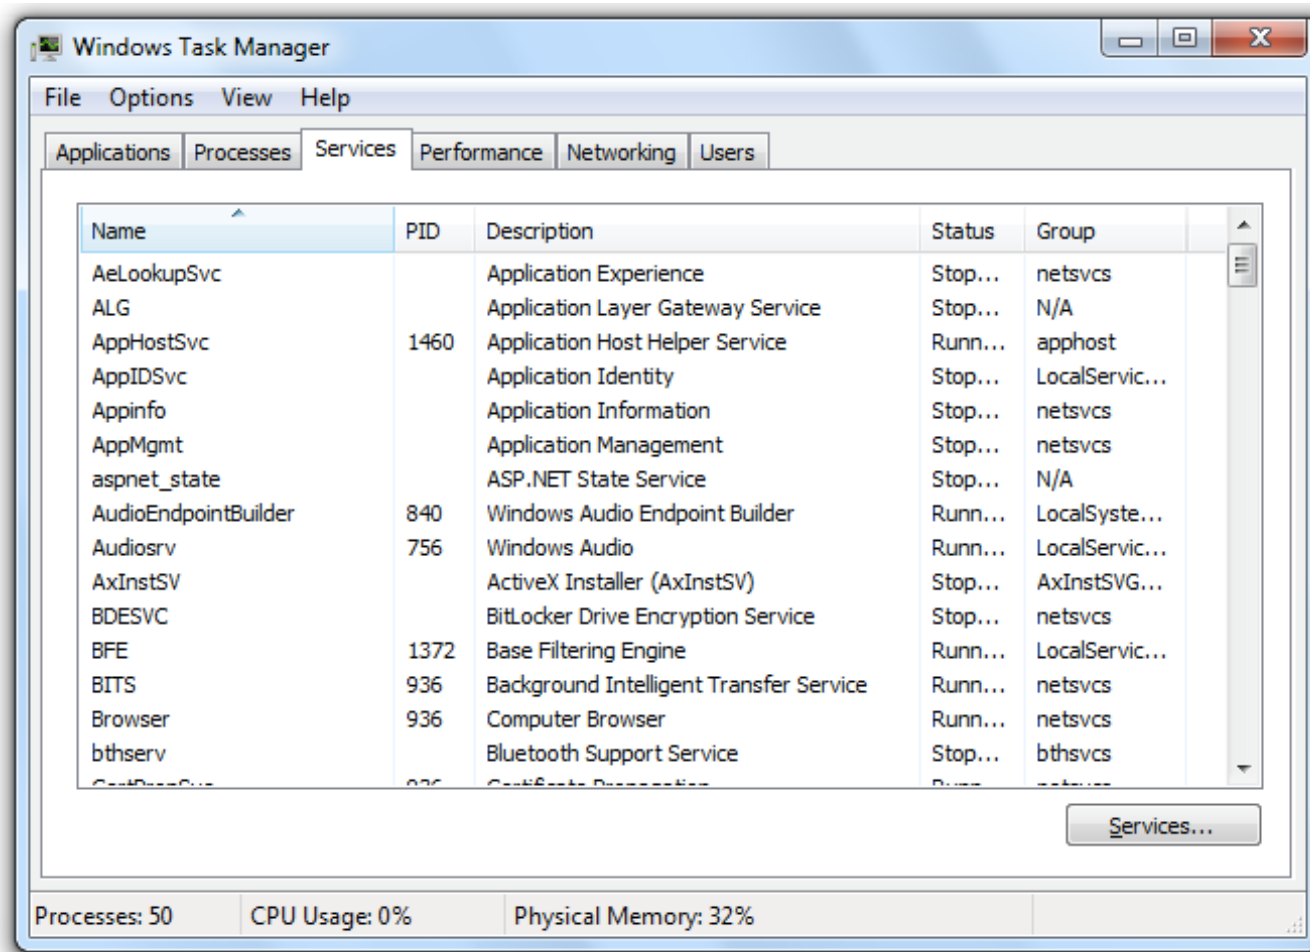 Windows Task Manager
File Options View Help
Applications Processes Services Performance Networking Users
Name PID Description Status Group
AeLookupSvc Application Experience Stop... netsvcs
ALG Application Layer Gateway Service Stop... N/A
AppHostSvc 1460 Application Host Helper Service Runn... apphost
AppIDSvc Application Identity Stop... LocalServic...
Appinfo Application Information Stop... netsvcs
AppMgmt Application Management Stop... netsvcs
aspnet_state ASP.NET State Service Stop... N/A
AudioEndpointBuilder 840 Windows Audio Endpoint Builder Runn... LocalSyste...
Audiosrv 756 Windows Audio Runn... LocalServic...
AxInstSV ActiveX Installer (AxInstSV) Stop... AxInstSVG...
BDESVC BitLocker Drive Encryption Service Stop... netsvcs
BFE 1372 Base Filtering Engine Runn... LocalServic...
BITS 936 Background Intelligent Transfer Service Runn... netsvcs
Browser 936 Computer Browser Runn... netsvcs
bthserv Bluetooth Support Service Stop... bthsvcs
CertPropSvc 936 Certificate Propagation Runn... netsvcs
Services...
Processes: 50 CPU Usage: 0% Physical Memory: 32%